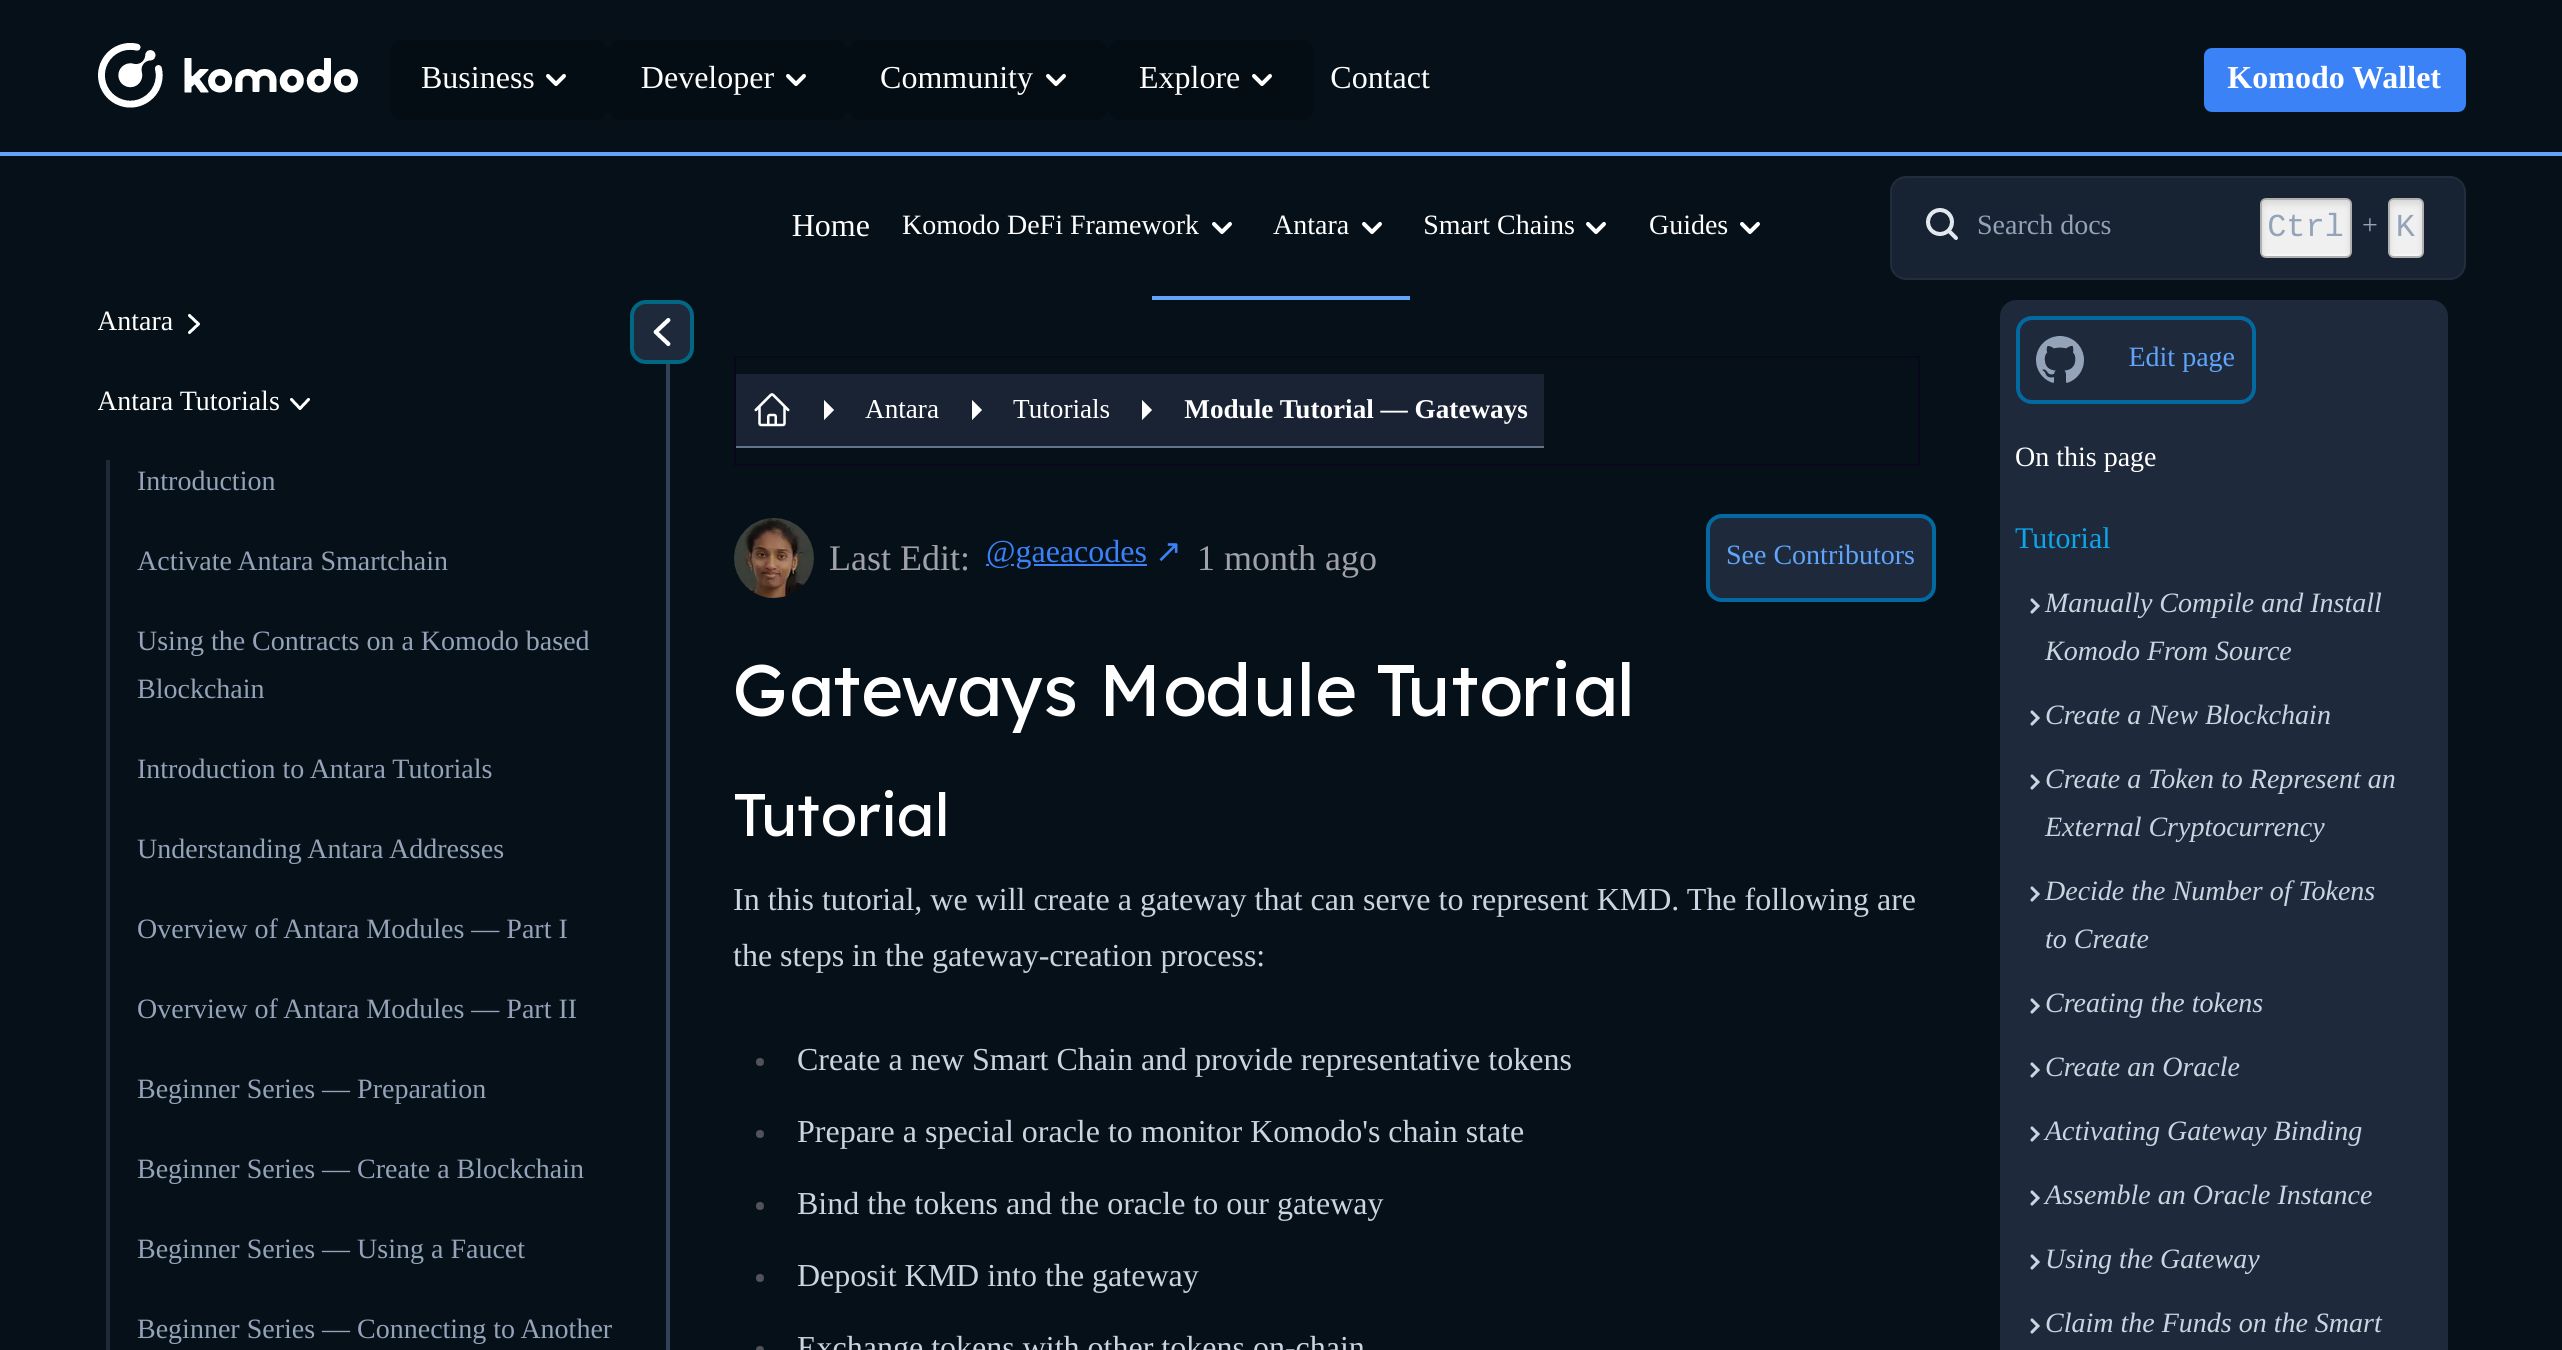 komodo
Business
Developer
Community
Explore
Contact
Komodo Wallet
Home
Komodo DeFi Framework
Antara
Smart Chains
Guides
Search docs
Ctrl + K
Antara
Antara Tutorials
Introduction
Activate Antara Smartchain
Using the Contracts on a Komodo based
Blockchain
Introduction to Antara Tutorials
Understanding Antara Addresses
Overview of Antara Modules — Part I
Overview of Antara Modules — Part II
Beginner Series — Preparation
Beginner Series — Create a Blockchain
Beginner Series — Using a Faucet
Beginner Series — Connecting to Another
Antara
Tutorials
Module Tutorial — Gateways
Last Edit: @gaeacodes ↗ 1 month ago
See Contributors
Gateways Module Tutorial
Tutorial
In this tutorial, we will create a gateway that can serve to represent KMD. The following are
the steps in the gateway-creation process:
Create a new Smart Chain and provide representative tokens
Prepare a special oracle to monitor Komodo's chain state
Bind the tokens and the oracle to our gateway
Deposit KMD into the gateway
Exchange tokens with other tokens on-chain
Edit page
On this page
Tutorial
Manually Compile and Install
Komodo From Source
Create a New Blockchain
Create a Token to Represent an
External Cryptocurrency
Decide the Number of Tokens
to Create
Creating the tokens
Create an Oracle
Activating Gateway Binding
Assemble an Oracle Instance
Using the Gateway
Claim the Funds on the Smart